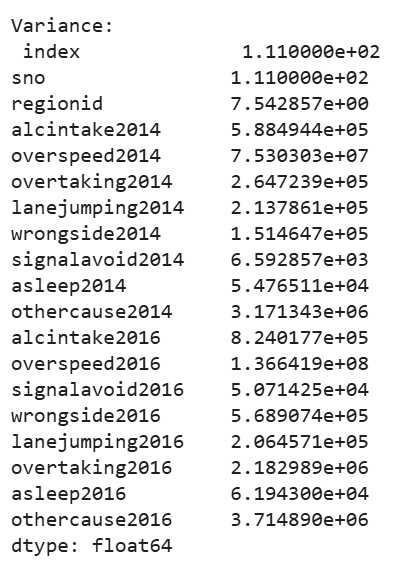 Variance:
 index              1.110000e+02
sno                1.110000e+02
regionid           7.542857e+00
alcintake2014      5.884944e+05
overspeed2014      7.530303e+07
overtaking2014     2.647239e+05
lanejumping2014    2.137861e+05
wrongside2014      1.514647e+05
signalavoid2014    6.592857e+03
asleep2014         5.476511e+04
othercause2014     3.171343e+06
alcintake2016      8.240177e+05
overspeed2016      1.366419e+08
signalavoid2016    5.071425e+04
wrongside2016      5.689074e+05
lanejumping2016    2.064571e+05
overtaking2016     2.182989e+06
asleep2016         6.194300e+04
othercause2016     3.714890e+06
dtype: float64